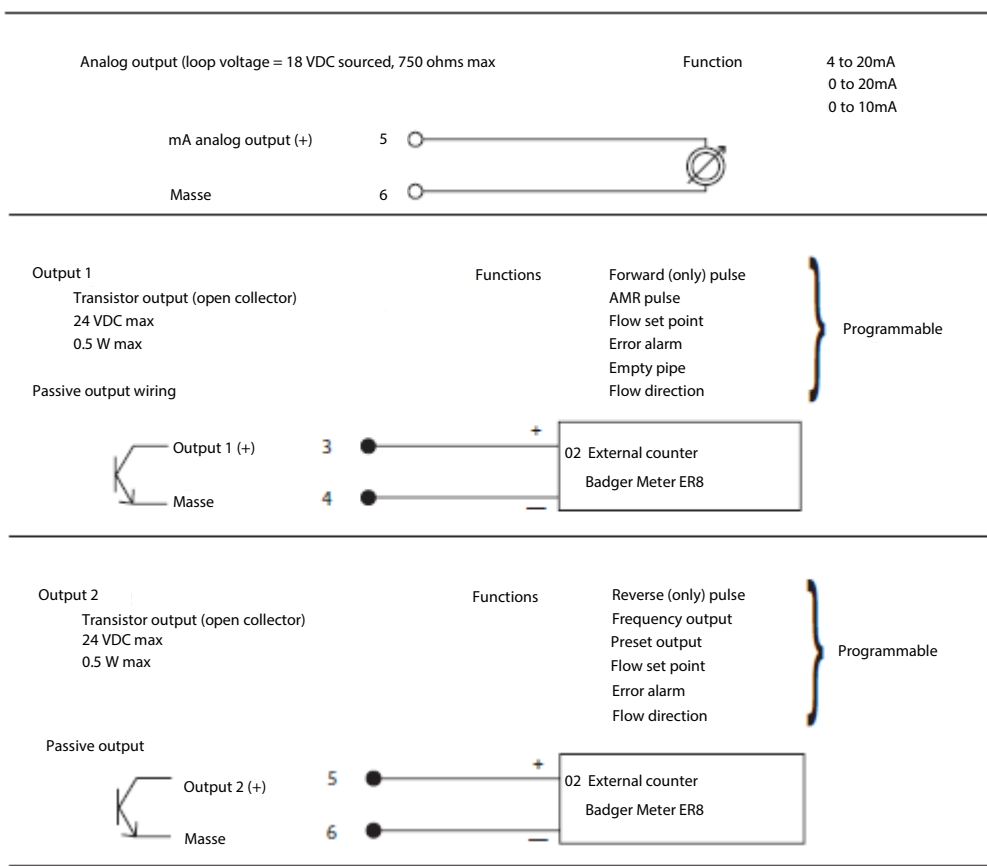 Analog output (loop voltage = 18 VDC sourced, 750 ohms max
Function
4 to 20mA
0 to 20mA
0 to 10mA
mA analog output (+)
5
Masse
6
Output 1
Transistor output (open collector)
24 VDC max
0.5 W max
Functions
Forward (only) pulse
AMR pulse
Flow set point
Error alarm
Empty pipe
Flow direction
Programmable
Passive output wiring
Output 1 (+)
3
+
02 External counter
Badger Meter ER8
Masse
4
—
Output 2
Transistor output (open collector)
24 VDC max
0.5 W max
Functions
Reverse (only) pulse
Frequency output
Preset output
Flow set point
Error alarm
Flow direction
Programmable
Passive output
Output 2 (+)
5
+
02 External counter
Badger Meter ER8
Masse
6
—